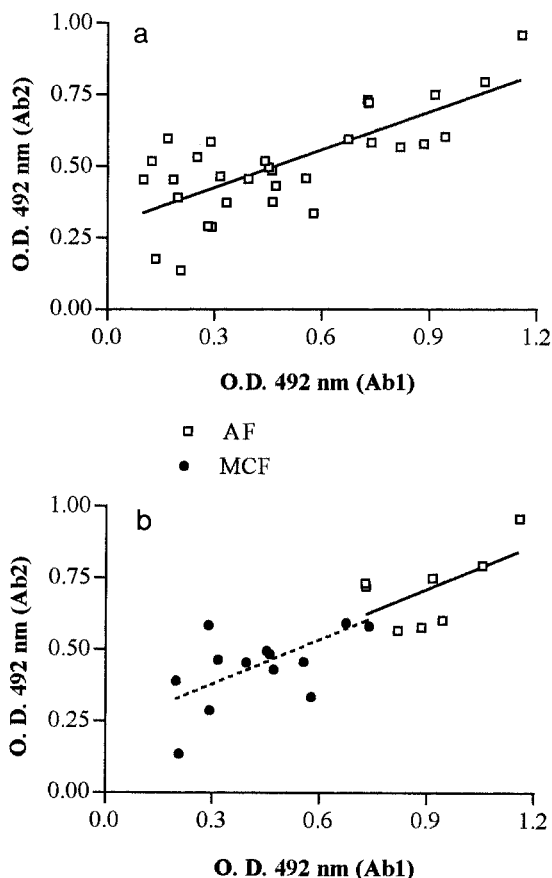 a
1.00
0.75
0.50
0.25
0.00
O.D. 492 nm (Ab2)
0.0 0.3 0.6 0.9 1.2
O.D. 492 nm (Ab1)
AF
MCF
b
1.00
0.75
0.50
0.25
0.00
O. D. 492 nm (Ab2)
0.0 0.3 0.6 0.9 1.2
O. D. 492 nm (Ab1)